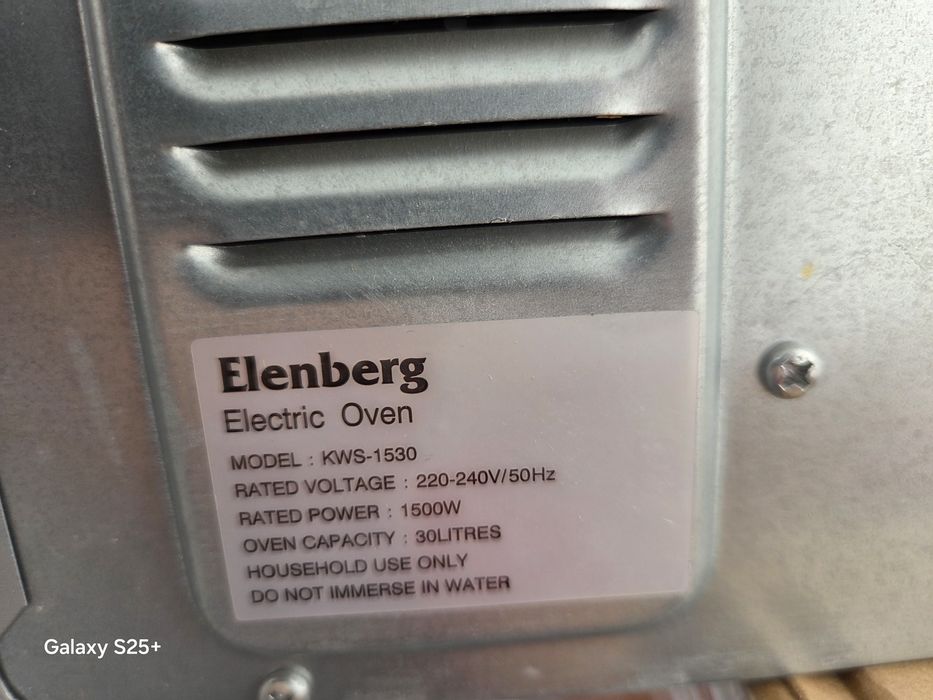 Elenberg
Electric Oven
MODEL : KWS-1530
RATED VOLTAGE : 220-240V/50Hz
RATED POWER : 1500W
OVEN CAPACITY : 30LITRES
HOUSEHOLD USE ONLY
DO NOT IMMERSE IN WATER
Galaxy S25+